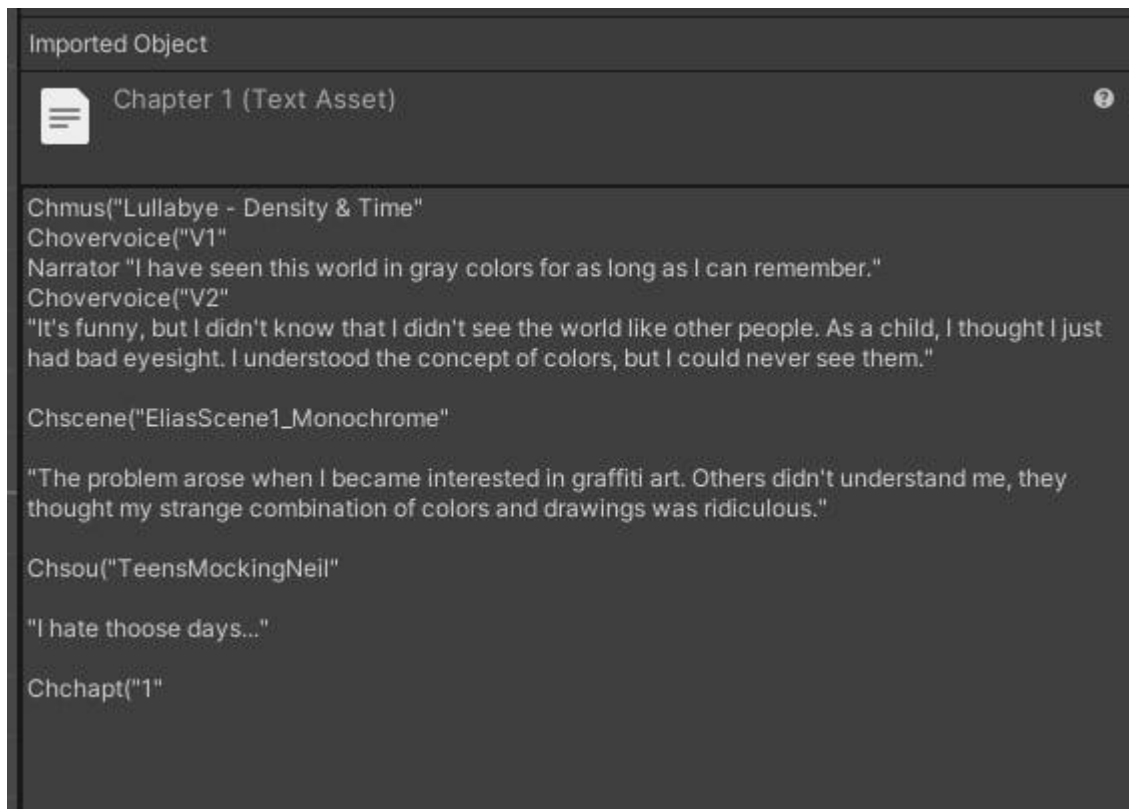 Imported Object
Chapter 1 (Text Asset)
Chmus("Lullabye - Density & Time"
Chovervoice("V1"
Narrator "I have seen this world in gray colors for as long as I can remember."
Chovervoice("V2"
"It's funny, but I didn't know that I didn't see the world like other people. As a child, I thought I just
had bad eyesight. I understood the concept of colors, but I could never see them."
Chscene("EliasScene1_Monochrome"
"The problem arose when I became interested in graffiti art. Others didn't understand me, they
thought my strange combination of colors and drawings was ridiculous."
Chsou("TeensMockingNeil"
"I hate thoose days..."
Chchapt("1"